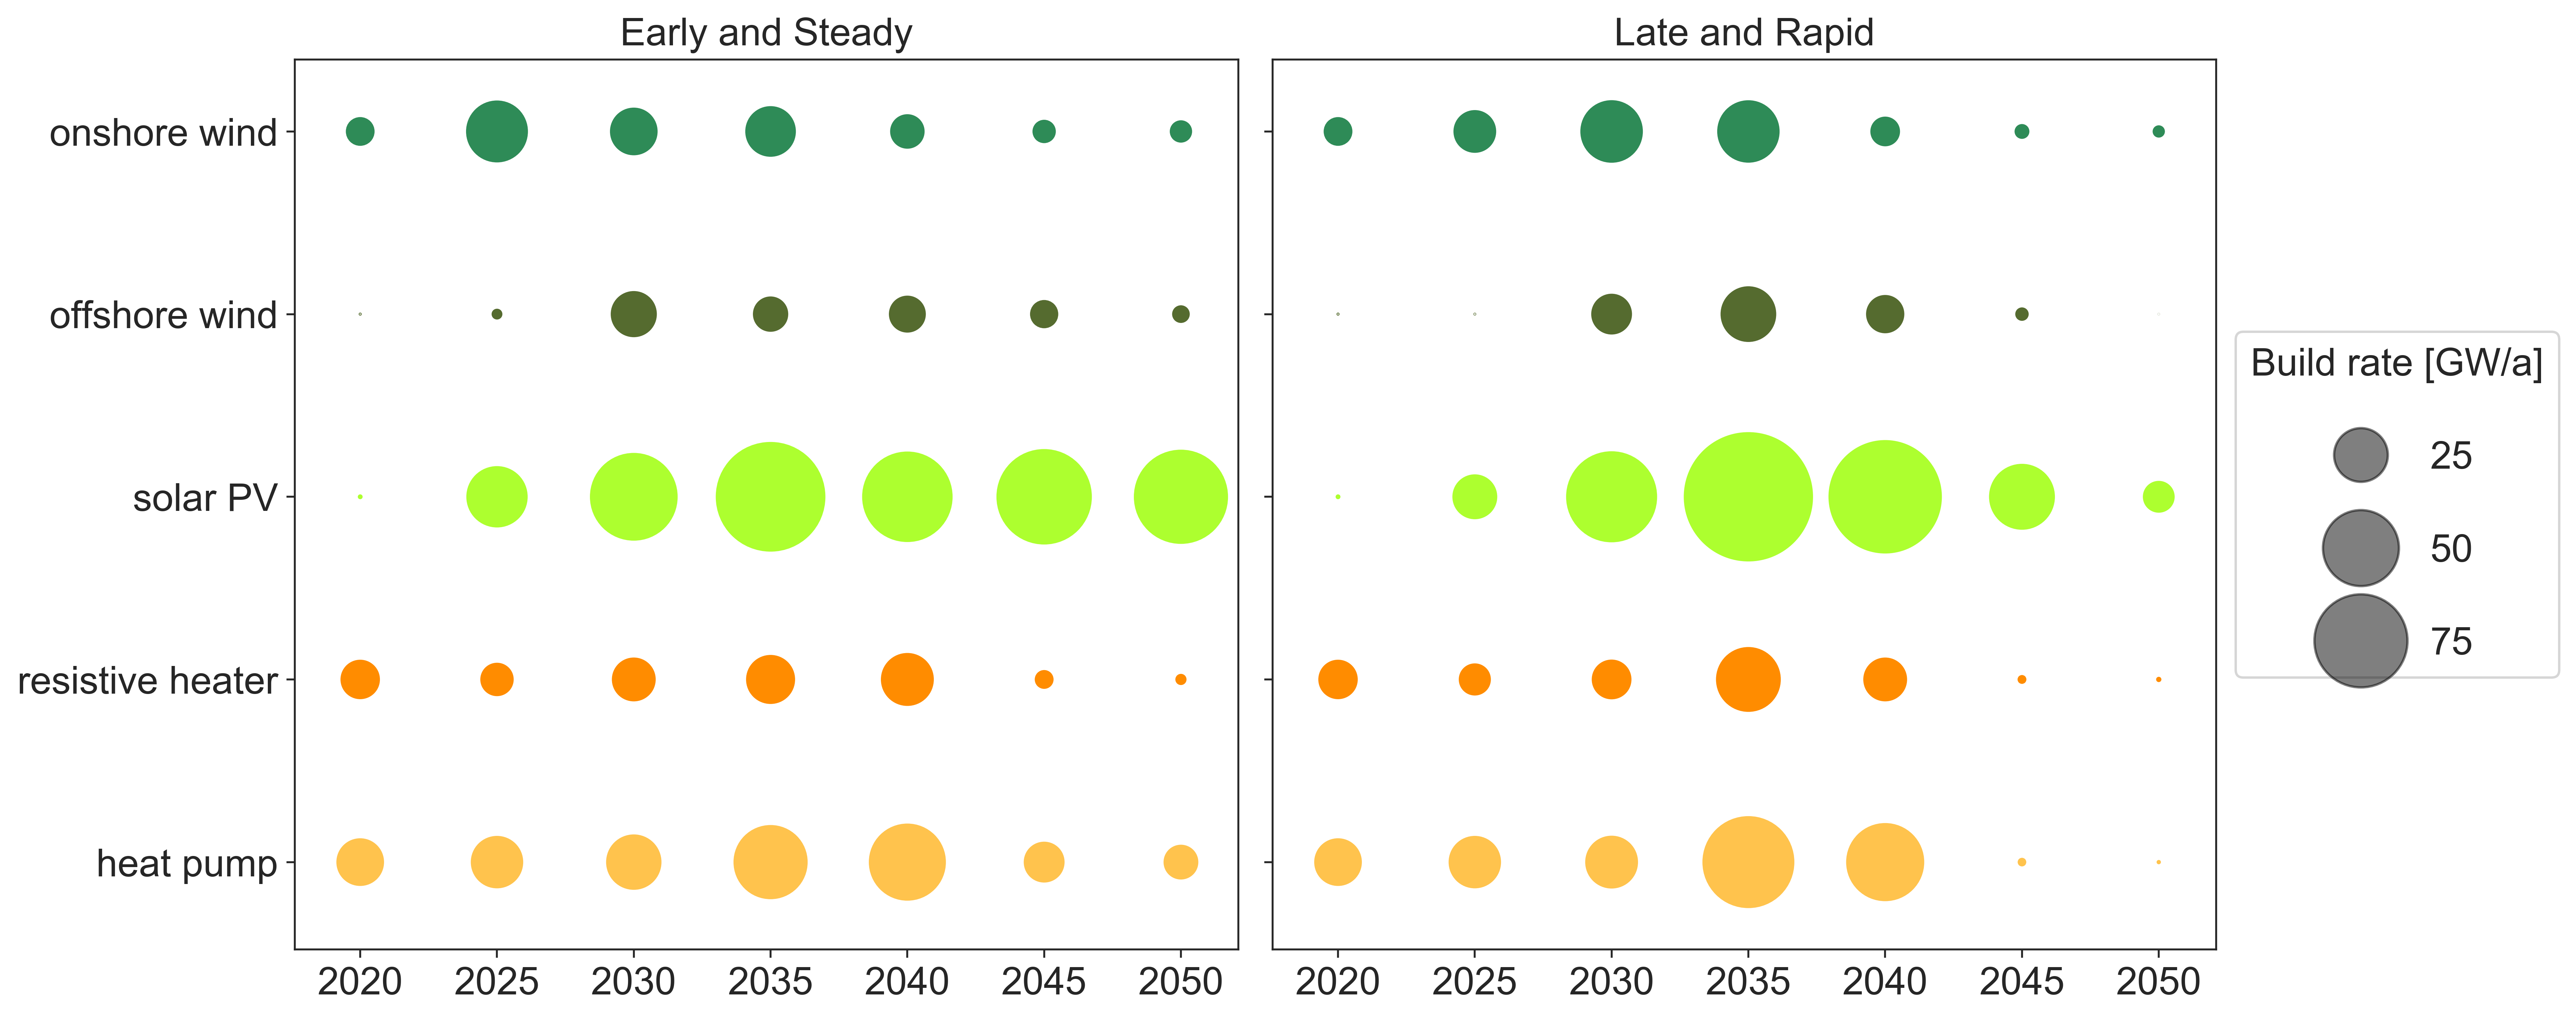 Early and Steady
Late and Rapid
onshore wind
offshore wind
solar PV
resistive heater
heat pump
2020 2025 2030 2035 2040 2045 2050
2020 2025 2030 2035 2040 2045 2050
Build rate [GW/a]
25
50
75